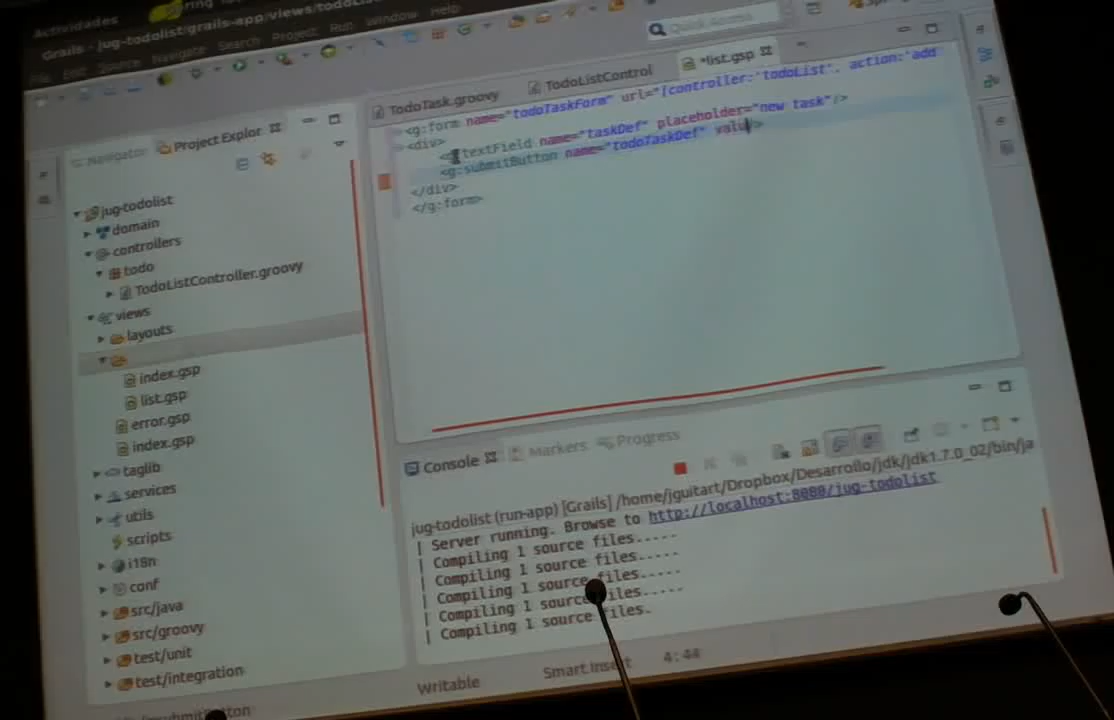 Actividades
Grails - jug-todolist/grails-app/views/todoLi
File Edit Source Navigate Search Project Run Window Help
Quick Access
Navigator
Project Explor
jug-todolist
domain
controllers
todo
TodoListController.groovy
views
layouts
index.gsp
list.gsp
error.gsp
index.gsp
taglib
services
utils
scripts
i18n
conf
src/java
src/groovy
test/unit
test/integration
TodoTask.groovy
TodoListControl
*list.gsp
<g:form name="todoTaskForm" url="[controller:'todoList', action:'add'
<div>
textField name="taskDef" placeholder="new task"/>
<g:submitButton name="todoTaskDef" valu/>
</div>
</g:form>
Console
Markers
Progress
jug-todolist (run-app) [Grails] /home/jguitart/Dropbox/Desarrollo/jdk/jdk1.7.0_02/bin/ja
| Server running. Browse to http://localhost:8080/jug-todolist
| Compiling 1 source files.....
| Compiling 1 source files.....
| Compiling 1 source files.....
| Compiling 1 source files.....
| Compiling 1 source files.
Writable
Smart Insert
4:44